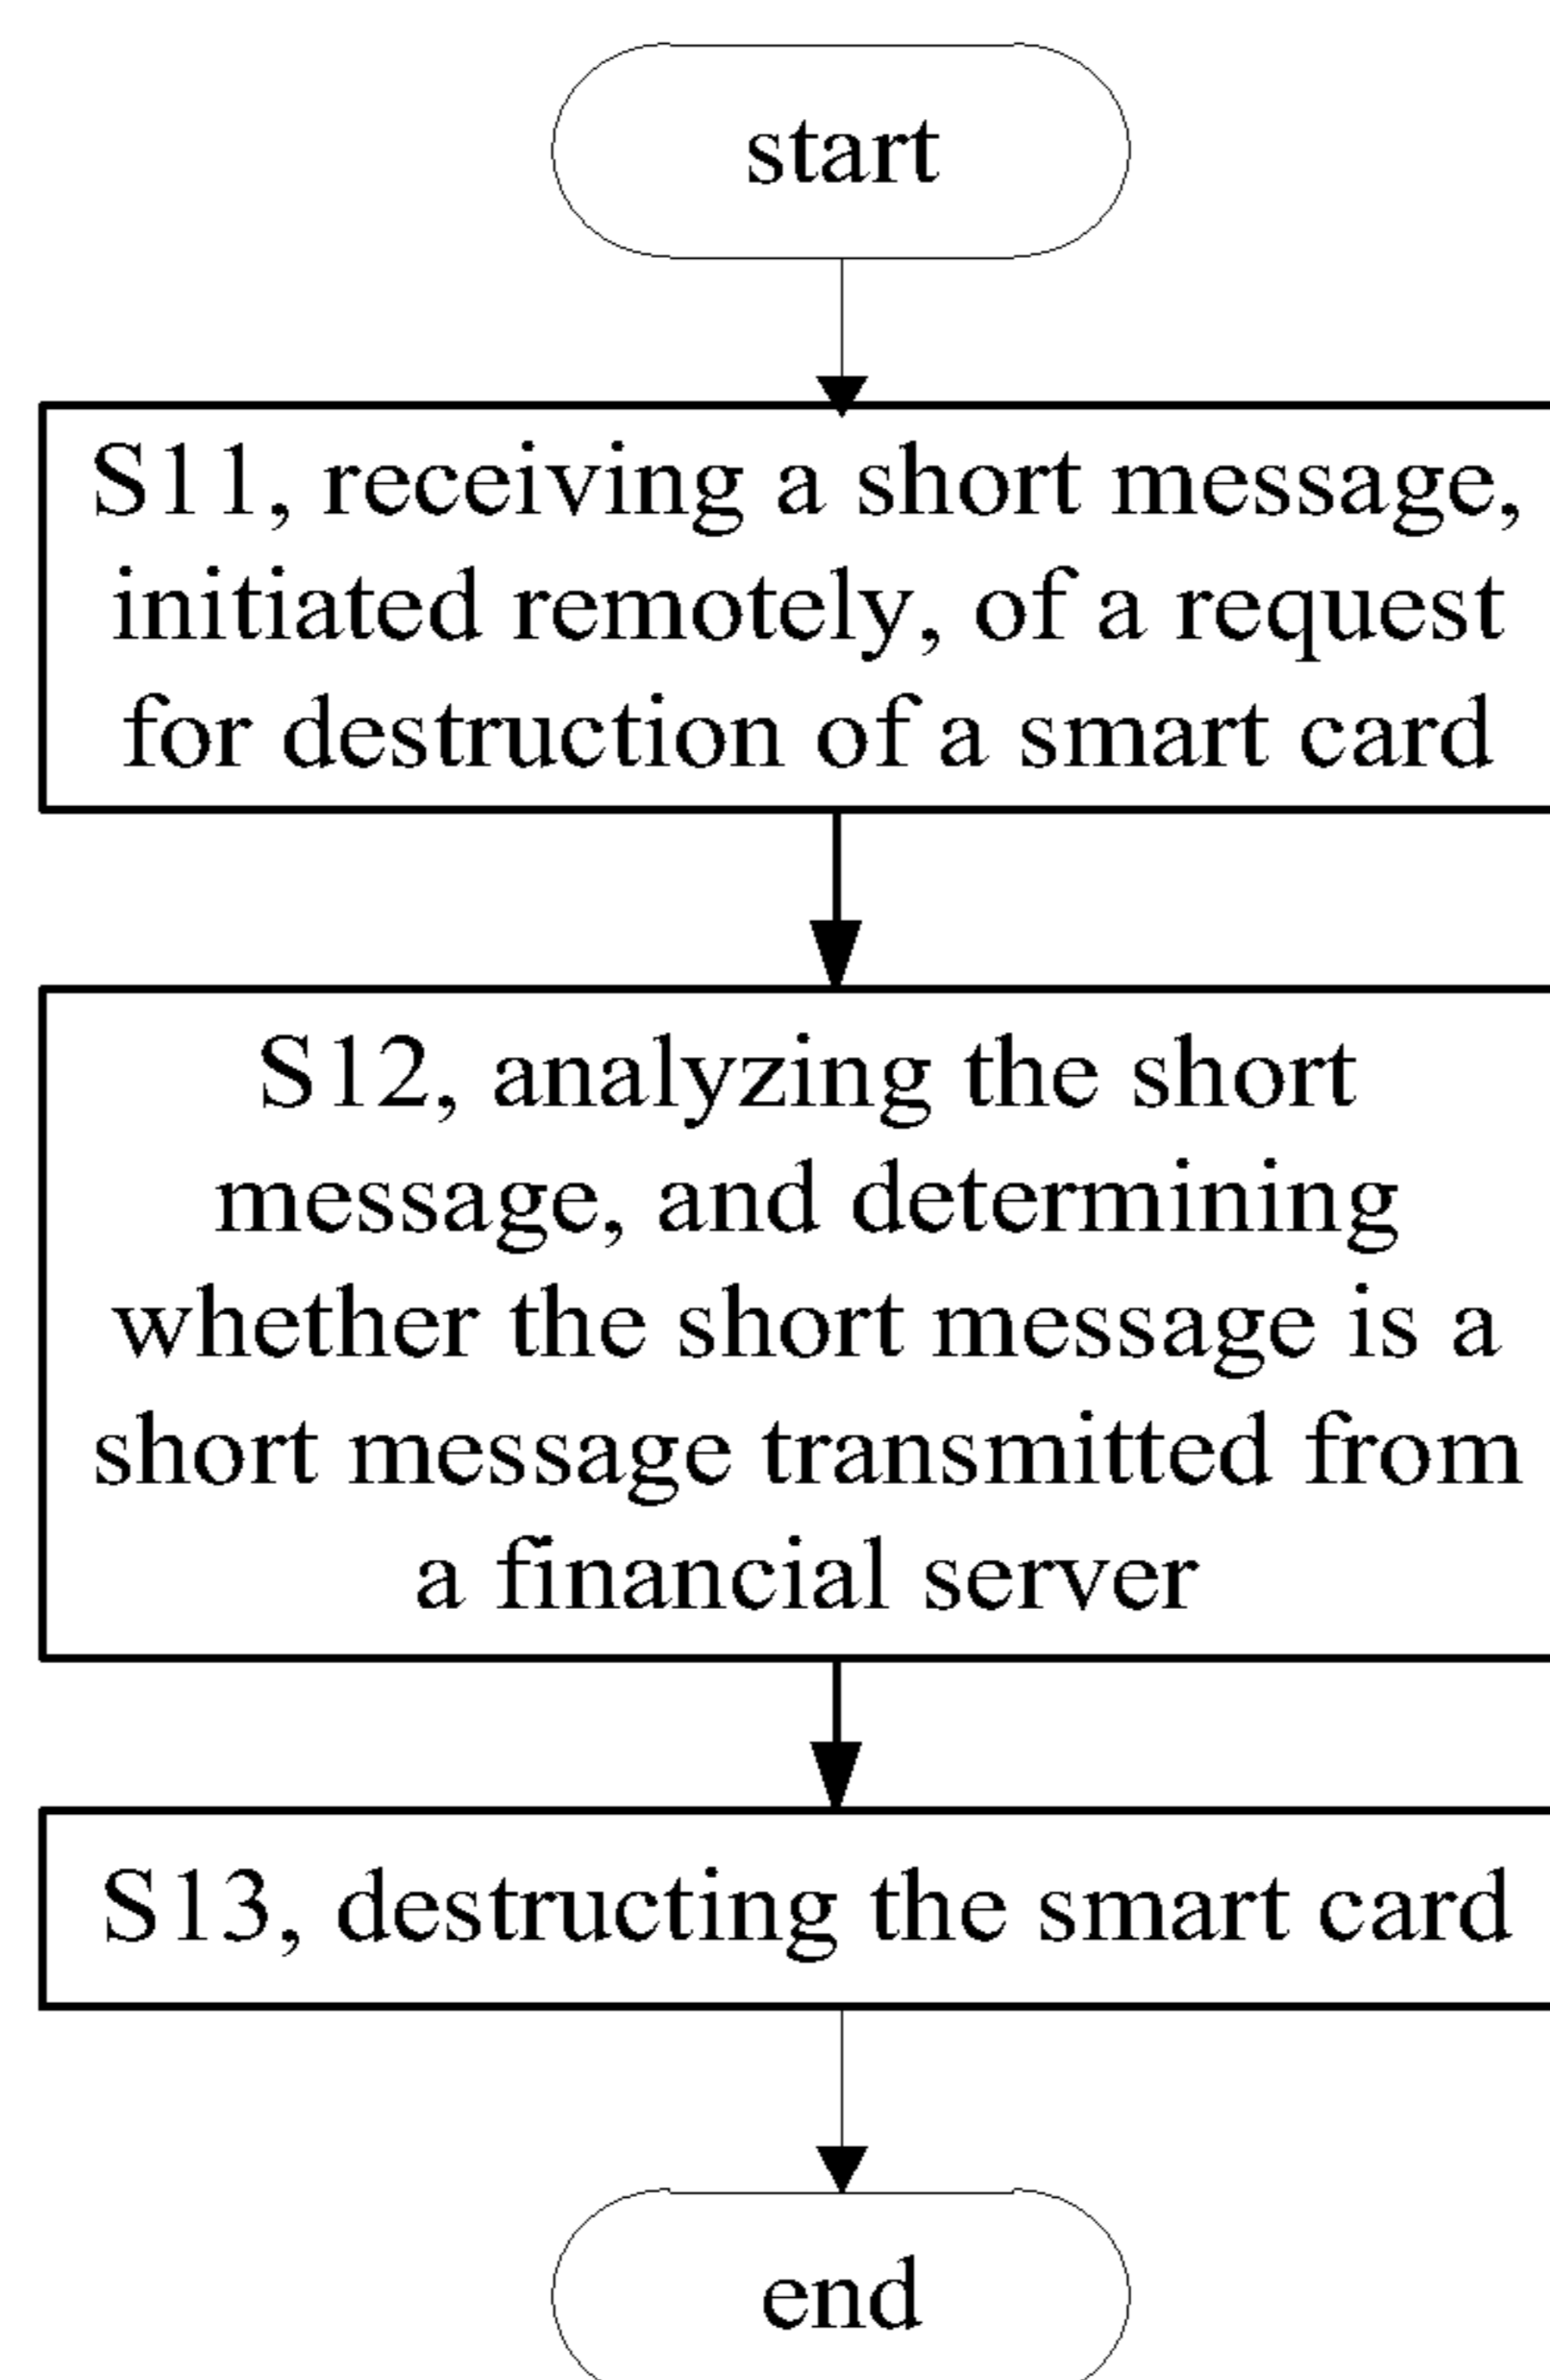 start
S11, receiving a short message,
initiated remotely, of a request
for destruction of a smart card
S12, analyzing the short
message, and determining
whether the short message is a
short message transmitted from
a financial server
S13, destructing the smart card
end